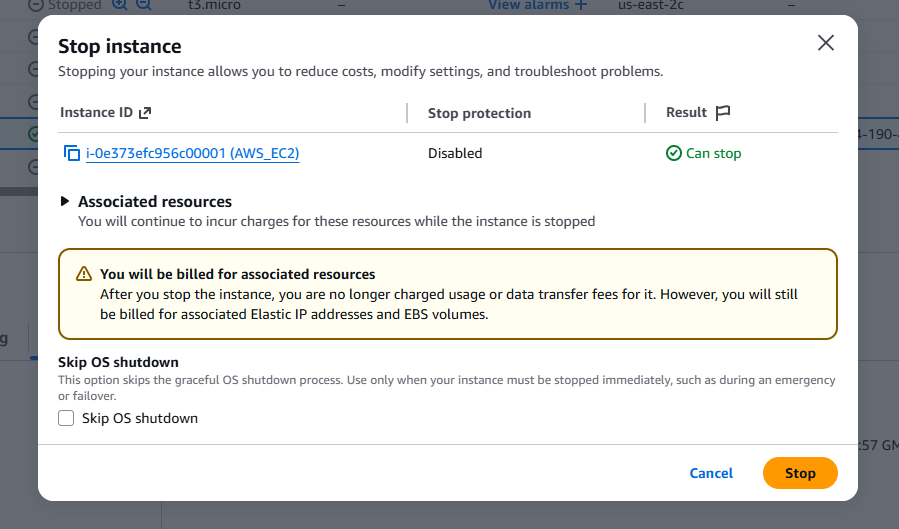 Stopped t3.micro – View alarms + us-east-2c –
Stop instance
Stopping your instance allows you to reduce costs, modify settings, and troubleshoot problems.
Instance ID Stop protection Result
i-0e373efc956c00001 (AWS_EC2) Disabled Can stop
4-190-
Associated resources
You will continue to incur charges for these resources while the instance is stopped
You will be billed for associated resources
After you stop the instance, you are no longer charged usage or data transfer fees for it. However, you will still
be billed for associated Elastic IP addresses and EBS volumes.
g
Skip OS shutdown
This option skips the graceful OS shutdown process. Use only when your instance must be stopped immediately, such as during an emergency
or failover.
Skip OS shutdown
:57 GM
Cancel Stop